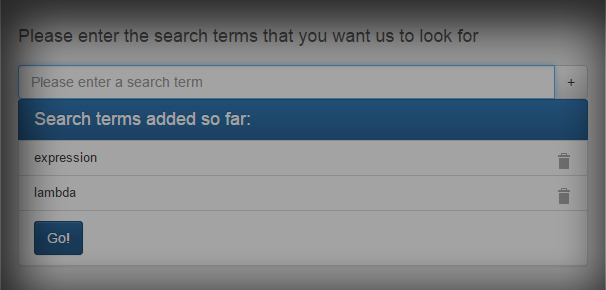 Please enter the search terms that you want us to look for
Please enter a search term
+
Search terms added so far:
expression
lambda
Go!